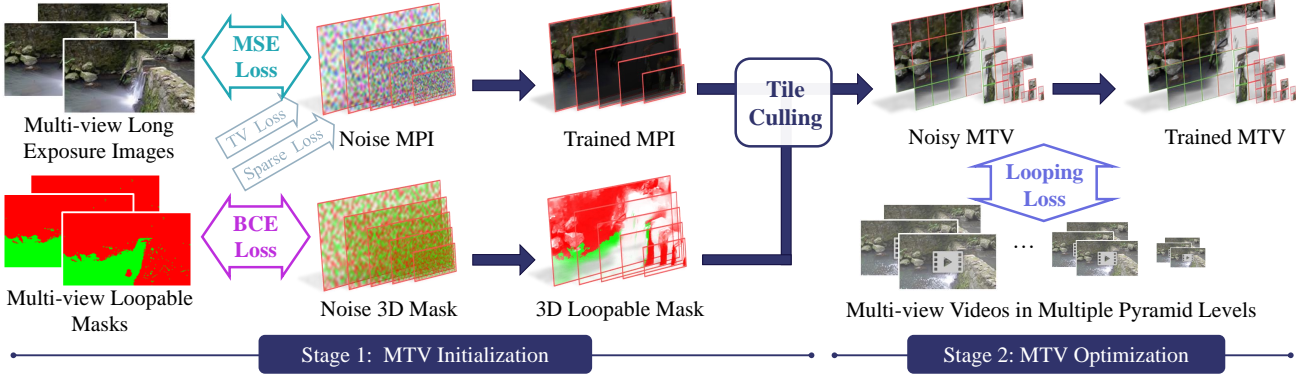 MSE
Loss
TV Loss
Sparse Loss
Multi-view Long
Exposure Images
Noise MPI
Trained MPI
Tile
Culling
Noisy MTV
Trained MTV
Looping
Loss
BCE
Loss
...
Multi-view Loopable
Masks
Noise 3D Mask
3D Loopable Mask
Multi-view Videos in Multiple Pyramid Levels
Stage 1: MTV Initialization
Stage 2: MTV Optimization